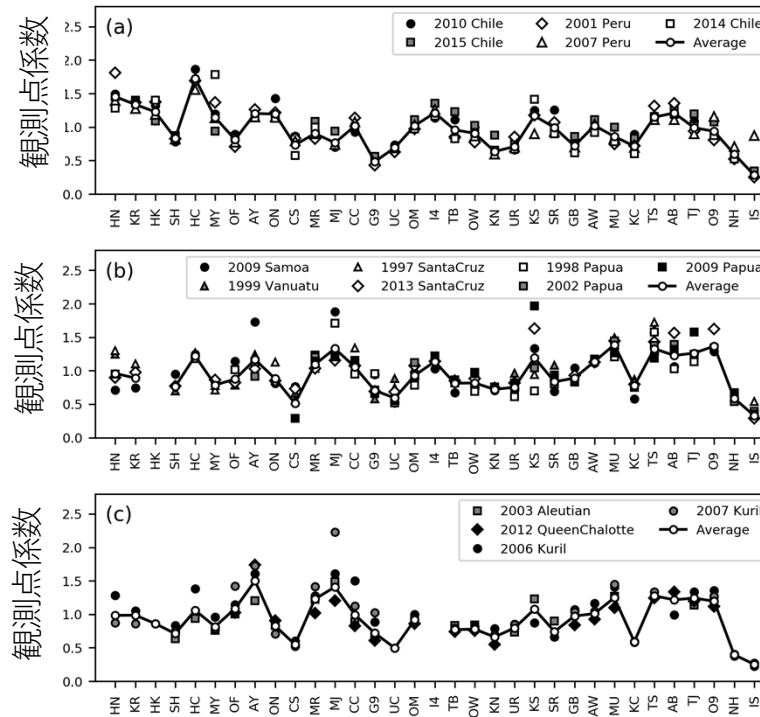 観測点係数
2.5
2.0
1.5
1.0
0.5
0.0
(a)
2010 Chile 2001 Peru 2014 Chile
2015 Chile 2007 Peru Average
HN KR HK SH HC MY OF AY ON CS MR MJ CC G9 UC OM I4 TB OW KN UR KS SR GB AW MU KC TS AB TJ O9 NH IS
観測点係数
2.5
2.0
1.5
1.0
0.5
0.0
(b)
2009 Samoa 1997 SantaCruz 1998 Papua 2009 Papua
1999 Vanuatu 2013 SantaCruz 2002 Papua Average
HN KR HK SH HC MY OF AY ON CS MR MJ CC G9 UC OM I4 TB OW KN UR KS SR GB AW MU KC TS AB TJ O9 NH IS
観測点係数
2.5
2.0
1.5
1.0
0.5
0.0
(c)
2003 Aleutian 2007 Kuril
2012 QueenChalotte Average
2006 Kuril
HN KR HK SH HC MY OF AY ON CS MR MJ CC G9 UC OM I4 TB OW KN UR KS SR GB AW MU KC TS AB TJ O9 NH IS